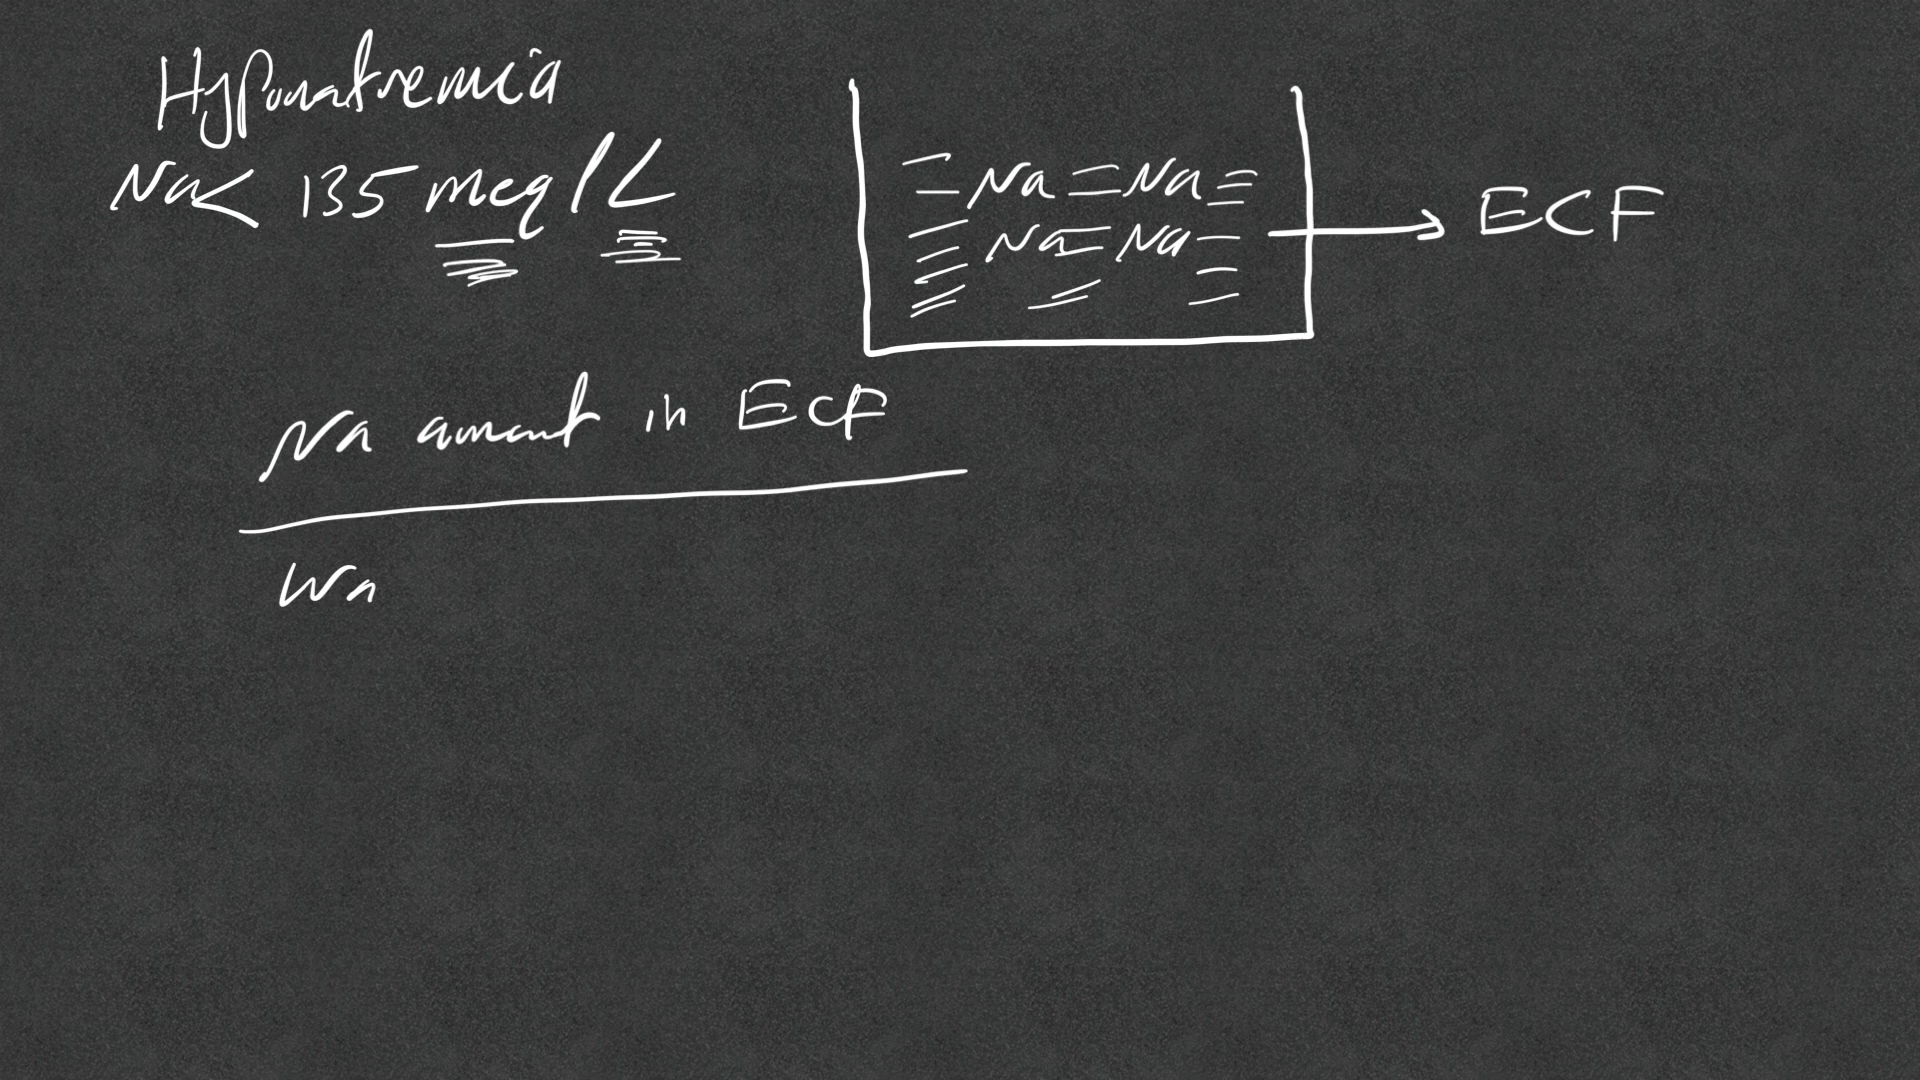 Hyponatremia
Na< 135 meq/L
Na Na
Na Na
ECF
Na amount in ECF
Wa